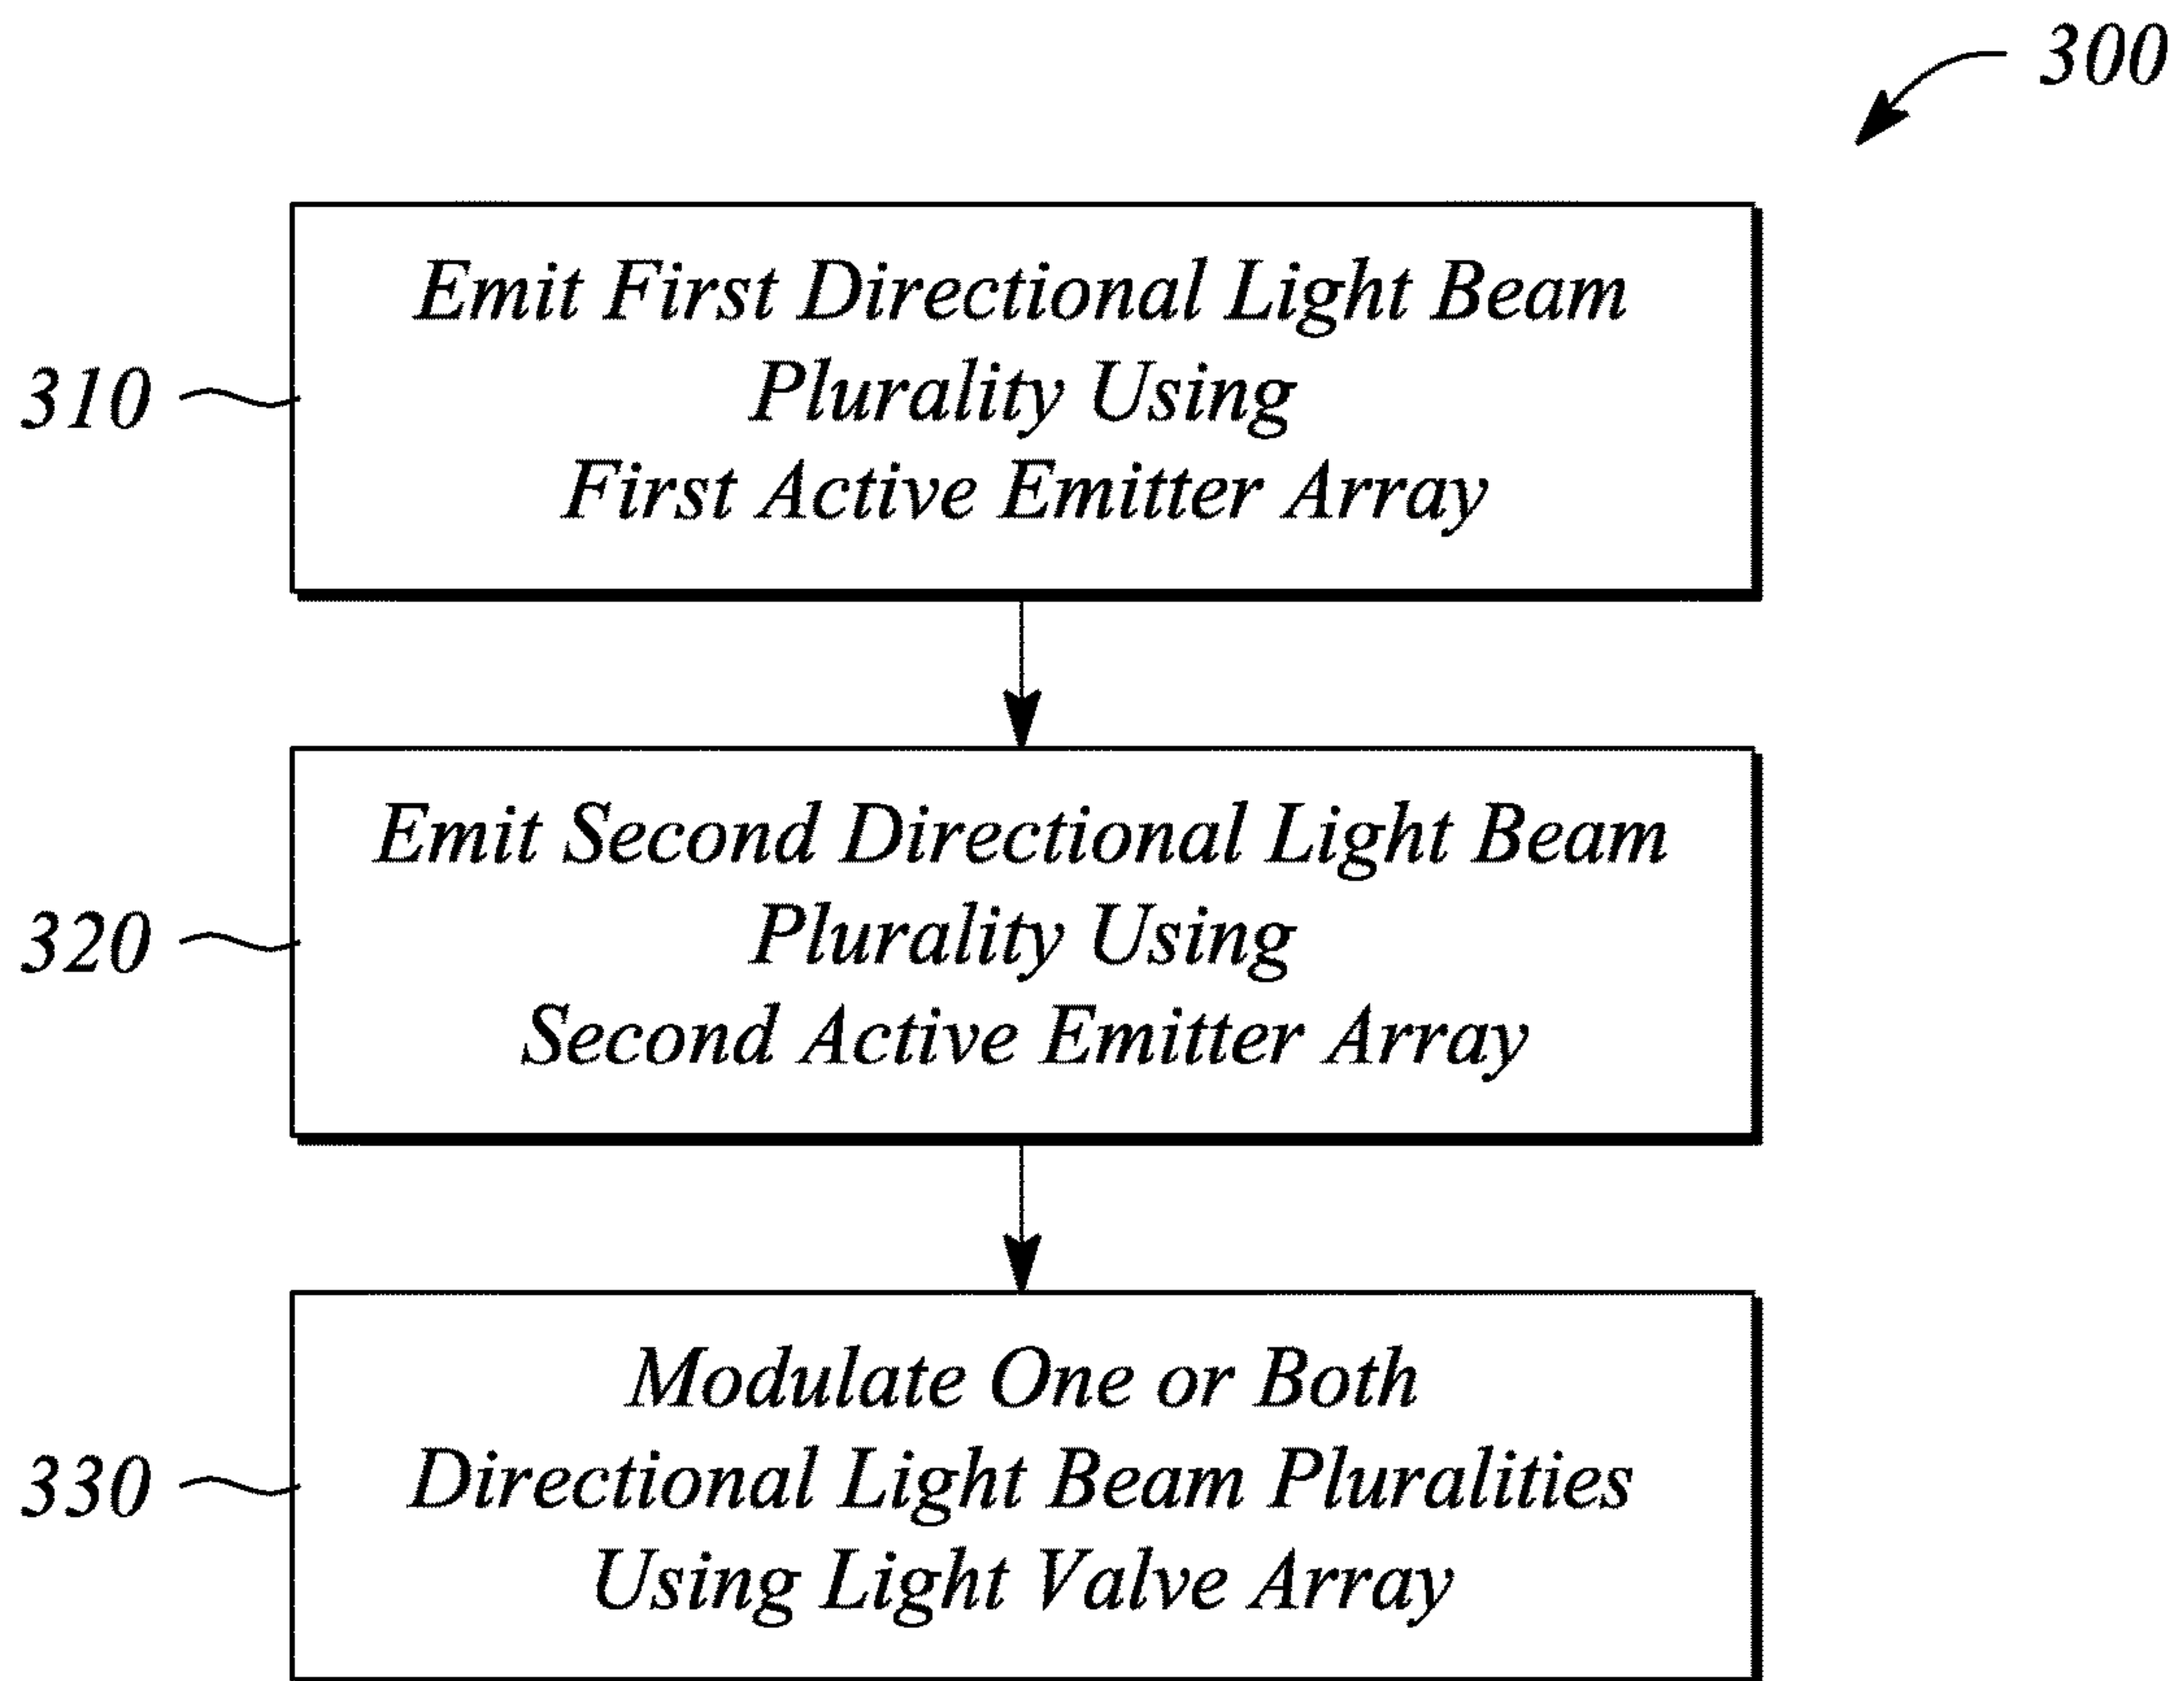 300
Emit First Directional Light Beam
Plurality Using
First Active Emitter Array
310
Emit Second Directional Light Beam
Plurality Using
Second Active Emitter Array
320
Modulate One or Both
Directional Light Beam Pluralities
Using Light Valve Array
330